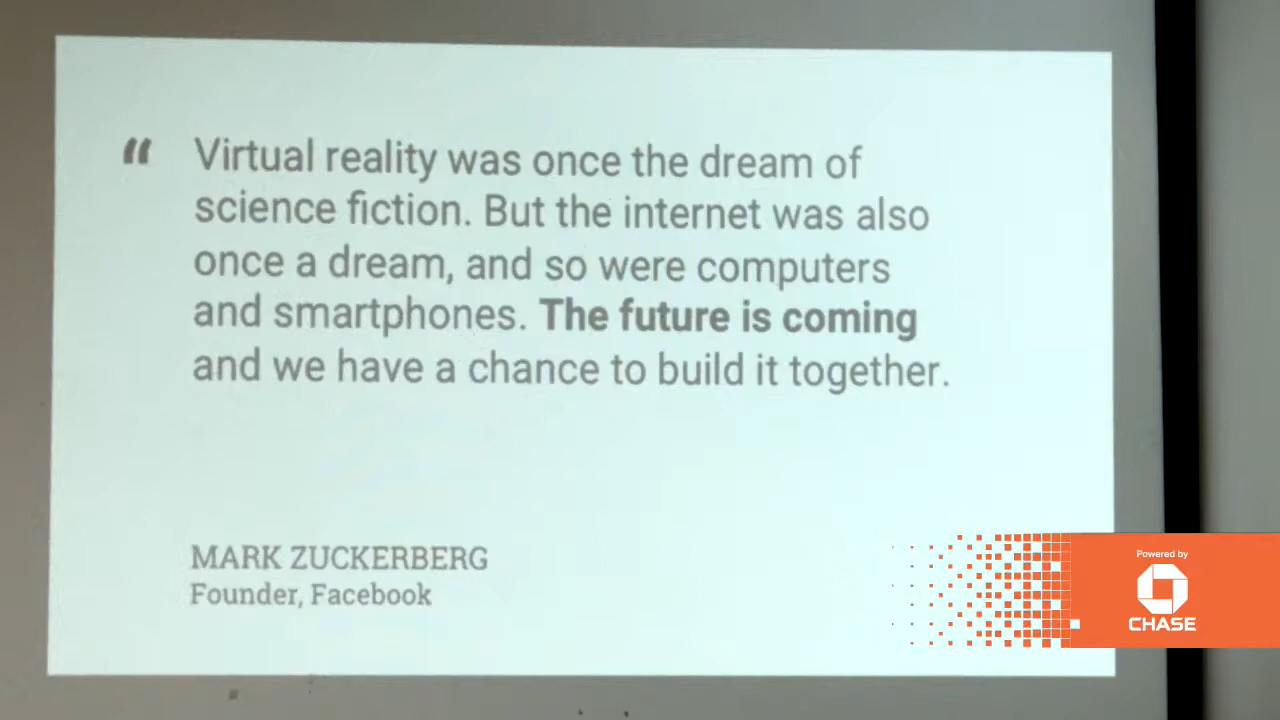 “ Virtual reality was once the dream of
science fiction. But the internet was also
once a dream, and so were computers
and smartphones. The future is coming
and we have a chance to build it together.
MARK ZUCKERBERG
Founder, Facebook
Powered by
CHASE